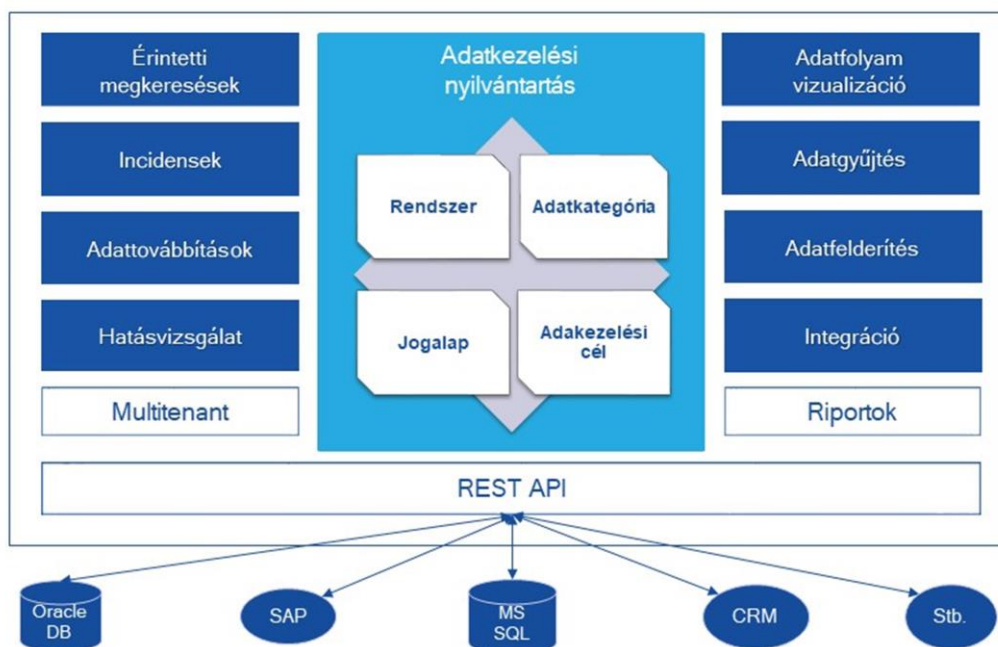 Érintetti
megkeresések
Incidensek
Adattovábbítások
Hatásvizsgálat
Multitenant
Adatkezelési
nyilvántartás
Rendszer
Adatkategória
Jogalap
Adakezelési
cél
Adatfolyam
vizualizáció
Adatgyűjtés
Adatfelderítés
Integráció
Riportok
REST API
Oracle
DB
SAP
MS
SQL
CRM
Stb.